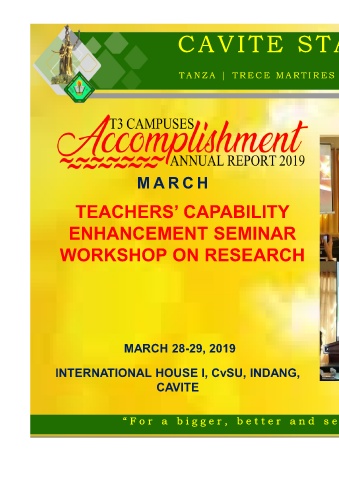 CAVITE STA
TANZA | TRECE MARTIRES
T3 CAMPUSES
Accomplishment
ANNUAL REPORT 2019
MARCH
TEACHERS' CAPABILITY
ENHANCEMENT SEMINAR
WORKSHOP ON RESEARCH
MARCH 28-29, 2019
INTERNATIONAL HOUSE I, CvSU, INDANG,
CAVITE
"For a bigger, better and se